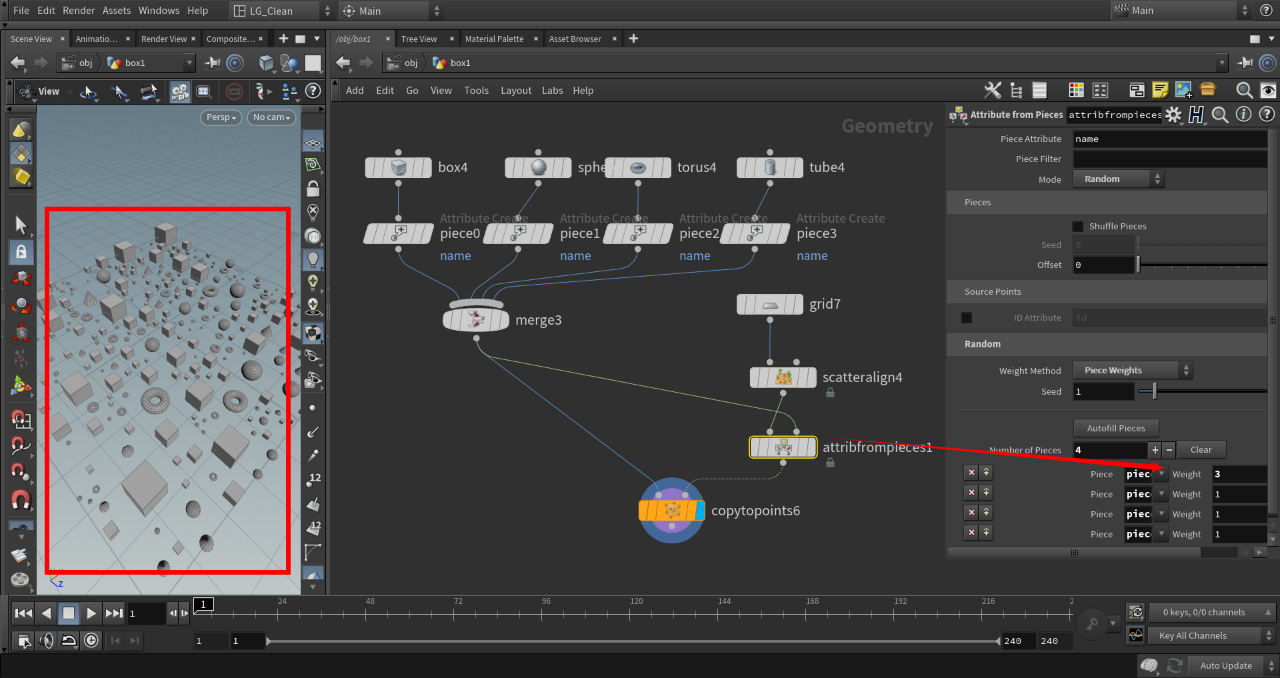 File Edit Render Assets Windows Help LG_Clean Main Main
Scene View Animatio... Render View Composite... /obj/box1 Tree View Material Palette Asset Browser
obj box1 obj box1
View
Add Edit Go View Tools Layout Labs Help
Persp No cam
Geometry
Attribute from Pieces attribfrompieces
Piece Attribute name
Piece Filter
Mode Random
Pieces
Shuffle Pieces
Seed 0
Offset 0
Source Points
ID Attribute id
Random
Weight Method Piece Weights
Seed 1
Autofill Pieces
Number of Pieces 4 Clear
Piece piec Weight 3
Piece piec Weight 1
Piece piec Weight 1
Piece piec Weight 1
box4 sphe torus4 tube4
Attribute Create Attribute Create Attribute Create Attribute Create
piece0 piece1 piece2 piece3
name name name name
grid7
merge3
scatteralign4
attribfrompieces1
copytopoints6
12
12
z
1 1 24 48 72 96 120 144 168 192 216 2
0 keys, 0/0 channels
1 1 240 240
Key All Channels
Auto Update